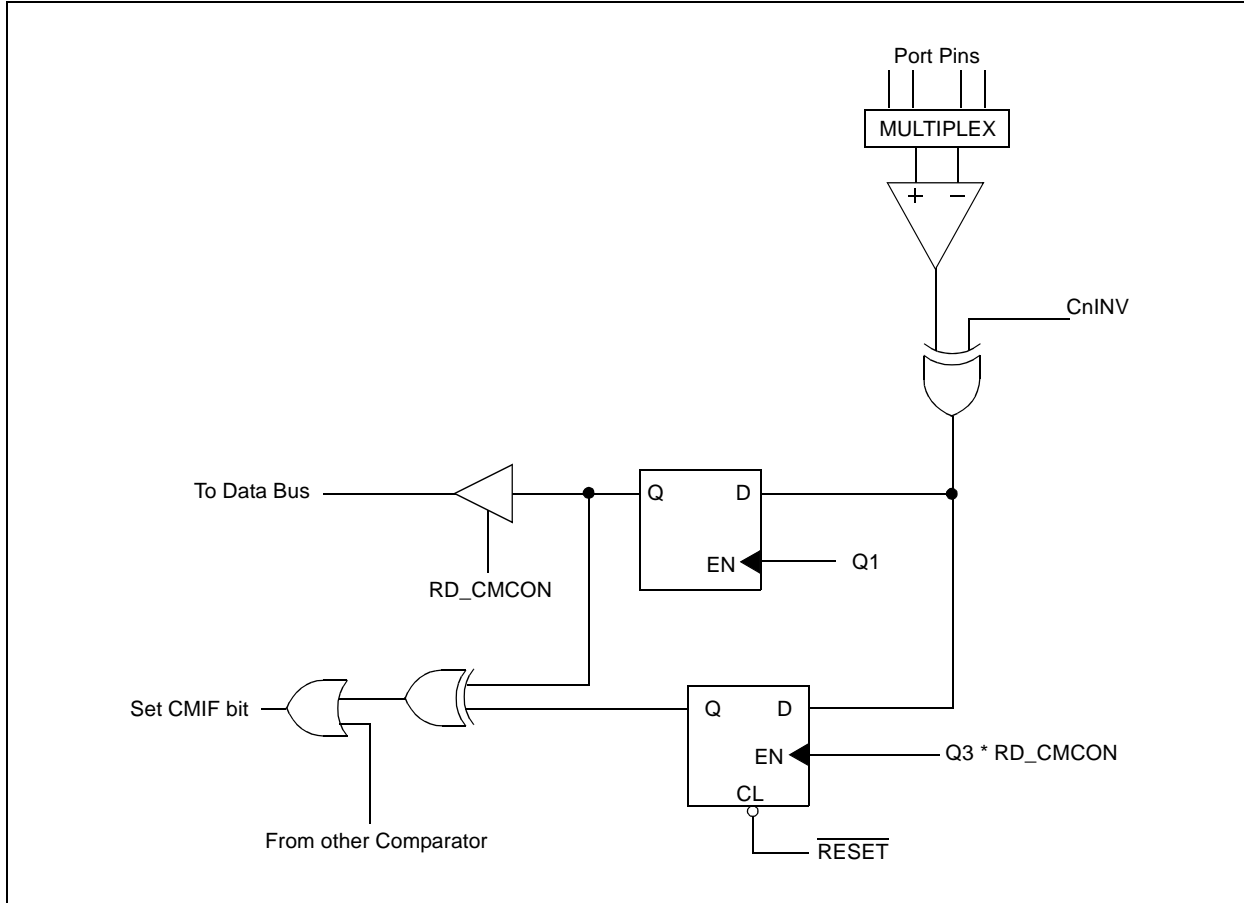 Port Pins
MULTIPLEX
+ −
CnINV
To Data Bus
Q D
EN
Q1
RD_CMCON
Set CMIF bit
Q D
EN
Q3 * RD_CMCON
CL
From other Comparator
RESET